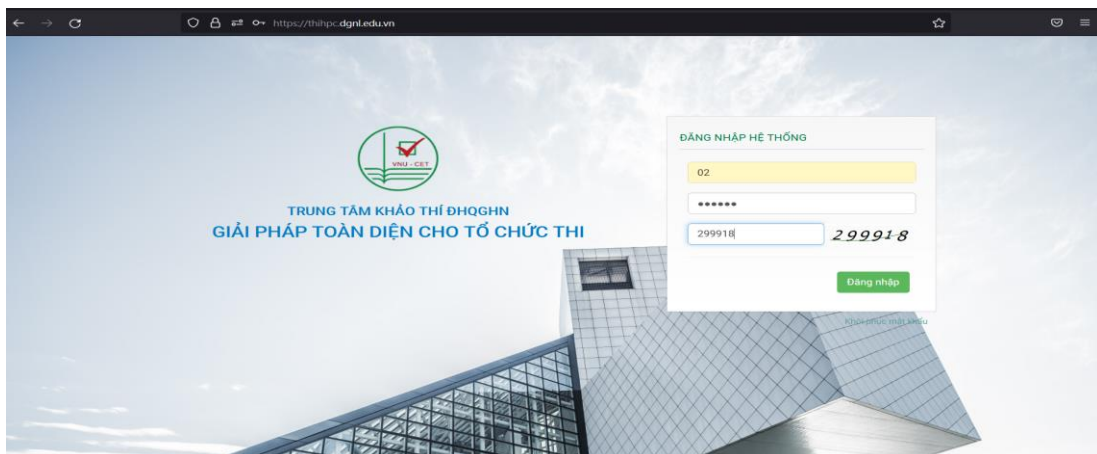 https://thihpc.dgnl.edu.vn
VNU - CET
TRUNG TÂM KHẢO THÍ ĐHQGHN
GIẢI PHÁP TOÀN DIỆN CHO TỔ CHỨC THI
ĐĂNG NHẬP HỆ THỐNG
02
••••••
299918 299918
Đăng nhập
Khôi phục mật khẩu